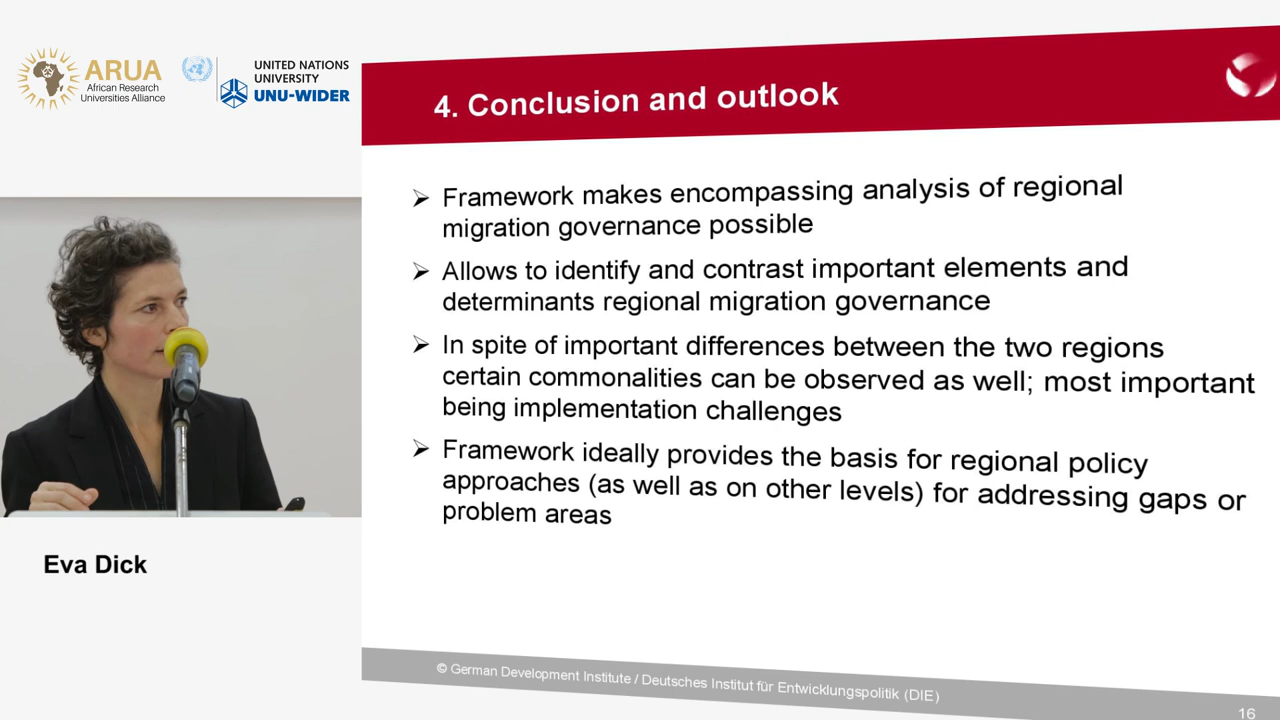 ARUA
African Research
Universities Alliance
UNITED NATIONS
UNIVERSITY
UNU-WIDER
4. Conclusion and outlook
➢ Framework makes encompassing analysis of regional
migration governance possible
➢ Allows to identify and contrast important elements and
determinants regional migration governance
➢ In spite of important differences between the two regions
certain commonalities can be observed as well; most important
being implementation challenges
➢ Framework ideally provides the basis for regional policy
approaches (as well as on other levels) for addressing gaps or
problem areas
Eva Dick
© German Development Institute / Deutsches Institut für Entwicklungspolitik (DIE)
16